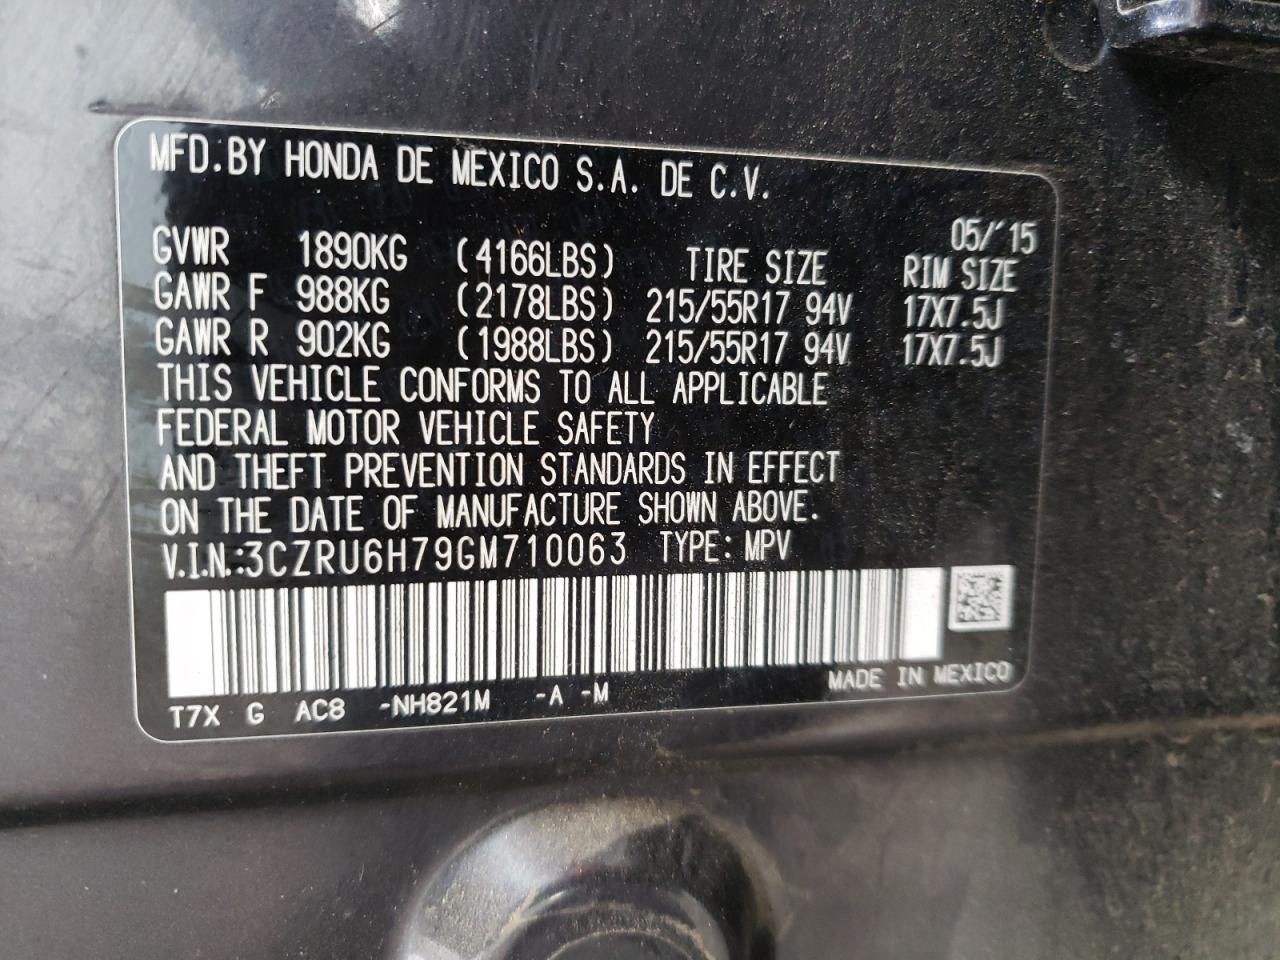 MFD.BY HONDA DE MEXICO S.A. DE C.V.
05/'15
GVWR 1890KG (4166LBS) TIRE SIZE RIM SIZE
GAWR F 988KG (2178LBS) 215/55R17 94V 17X7.5J
GAWR R 902KG (1988LBS) 215/55R17 94V 17X7.5J
THIS VEHICLE CONFORMS TO ALL APPLICABLE
FEDERAL MOTOR VEHICLE SAFETY
AND THEFT PREVENTION STANDARDS IN EFFECT
ON THE DATE OF MANUFACTURE SHOWN ABOVE.
V.I.N.:3CZRU6H79GM710063 TYPE: MPV
MADE IN MEXICO
T7X G AC8 -NH821M -A -M